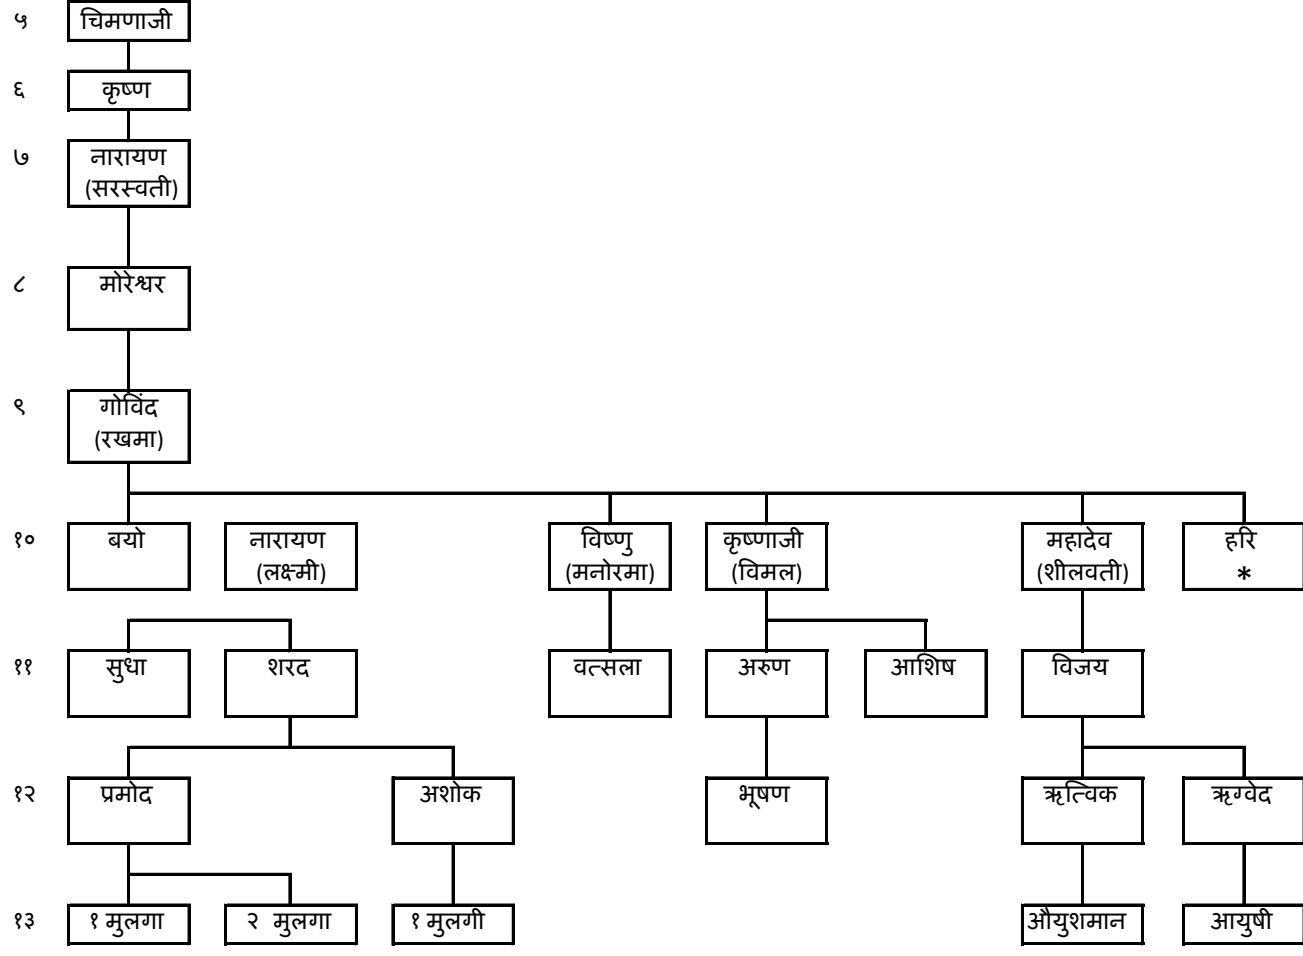 ५ चिमणाजी
६ कृष्ण
७ नारायण
(सरस्वती)
८ मोरेश्वर
९ गोविंद
(रखमा)
१० बयो नारायण विष्णु कृष्णाजी महादेव हरि
(लक्ष्मी) (मनोरमा) (विमल) (शीलवती) *
११ सुधा शरद वत्सला अरुण आशिष विजय
१२ प्रमोद अशोक भूषण ऋत्विक ऋग्वेद
१३ १ मुलगा २ मुलगा १ मुलगी औयुशमान आयुषी